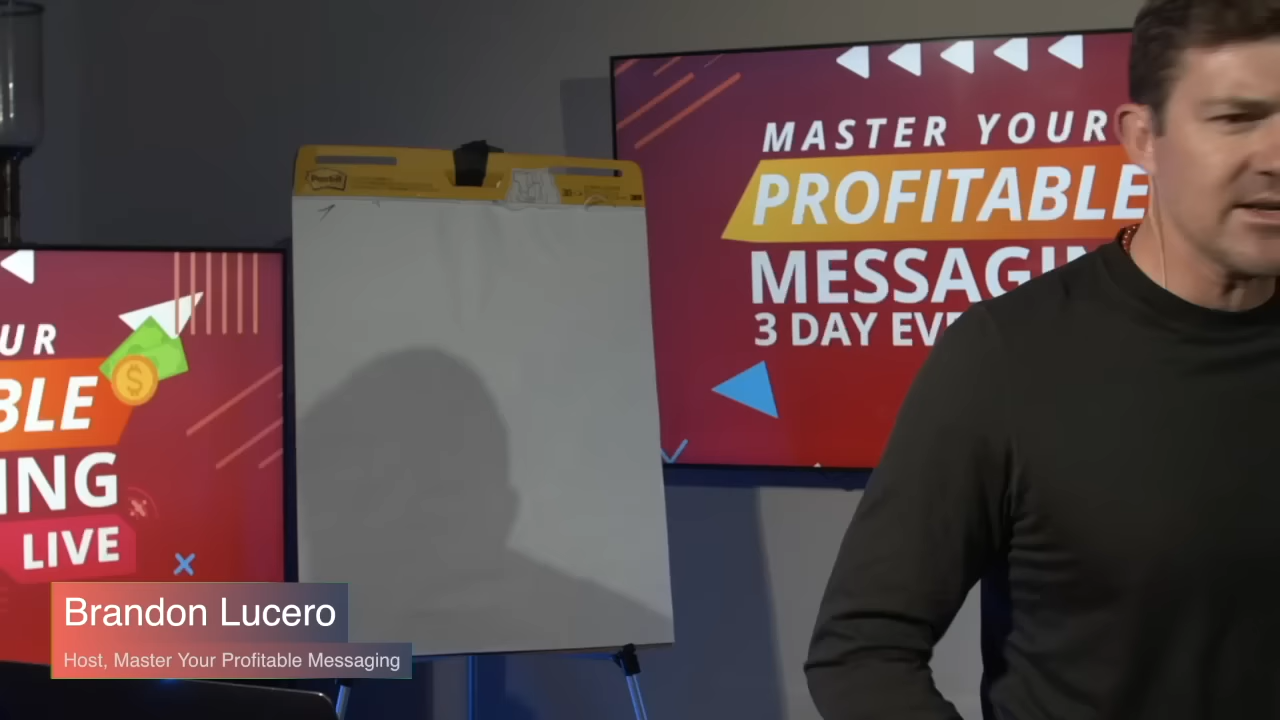 MASTER YOUR
PROFITABLE
MESSAGIN
3 DAY EVE
Post-it
UR
BLE
ING
LIVE
Brandon Lucero
Host, Master Your Profitable Messaging